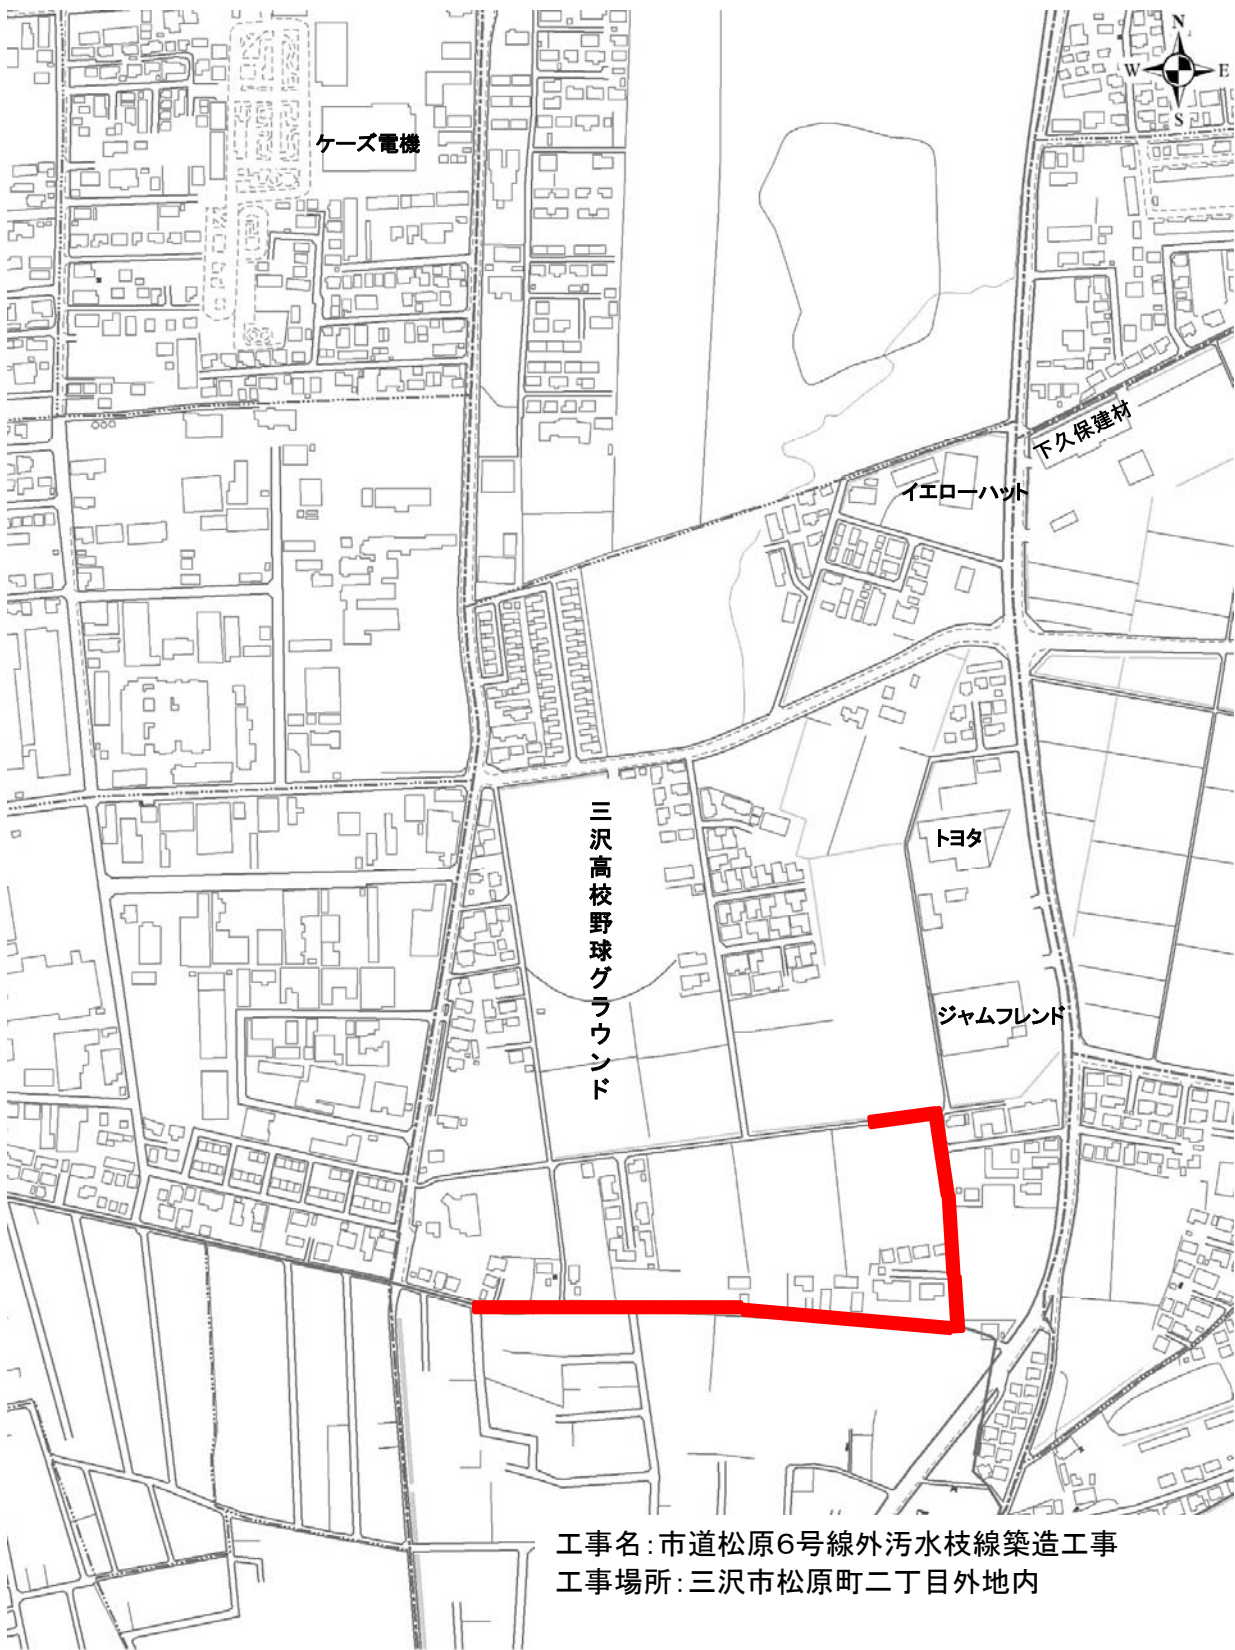 N
W E
S
ケーズ電機
下久保建材
イエローハット
トヨタ
三沢高校野球グラウンド
ジャムフレンド
工事名:市道松原6号線外汚水枝線築造工事
工事場所:三沢市松原町二丁目外地内